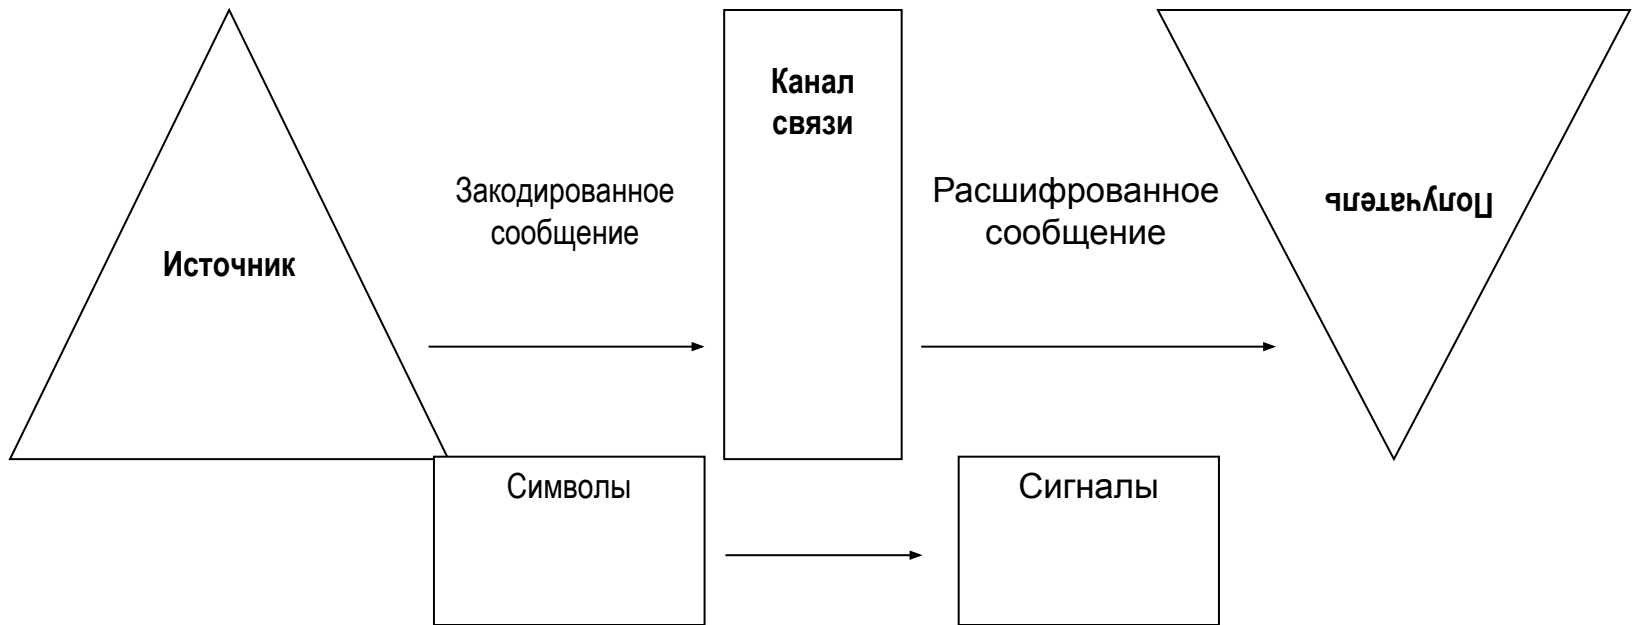 Источник
Закодированное
сообщение
Канал
связи
Расшифрованное
сообщение
Получатель
Символы
Сигналы